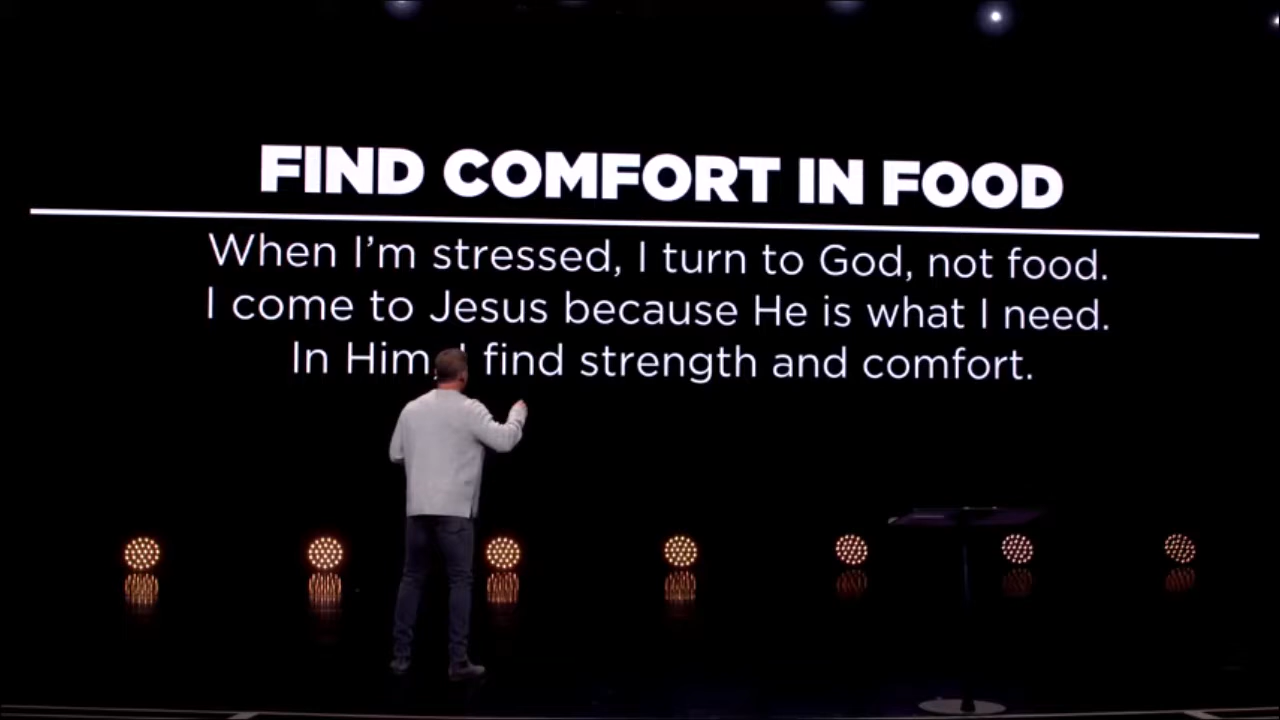 FIND COMFORT IN FOOD
When I'm stressed, I turn to God, not food.
I come to Jesus because He is what I need.
In Him, I find strength and comfort.